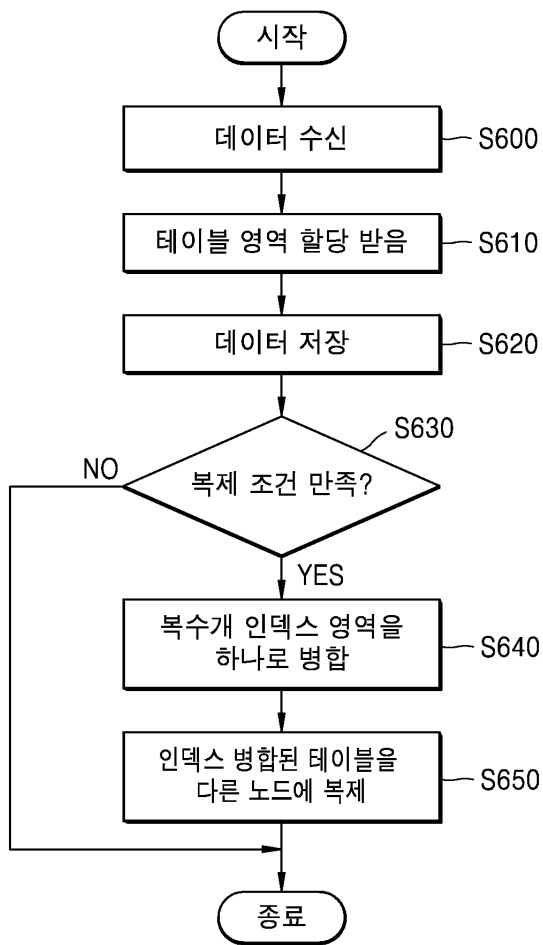 시작
데이터 수신
S600
테이블 영역 할당 받음
S610
데이터 저장
S620
S630
NO
복제 조건 만족?
YES
복수개 인덱스 영역을
하나로 병합
S640
인덱스 병합된 테이블을
다른 노드에 복제
S650
종료